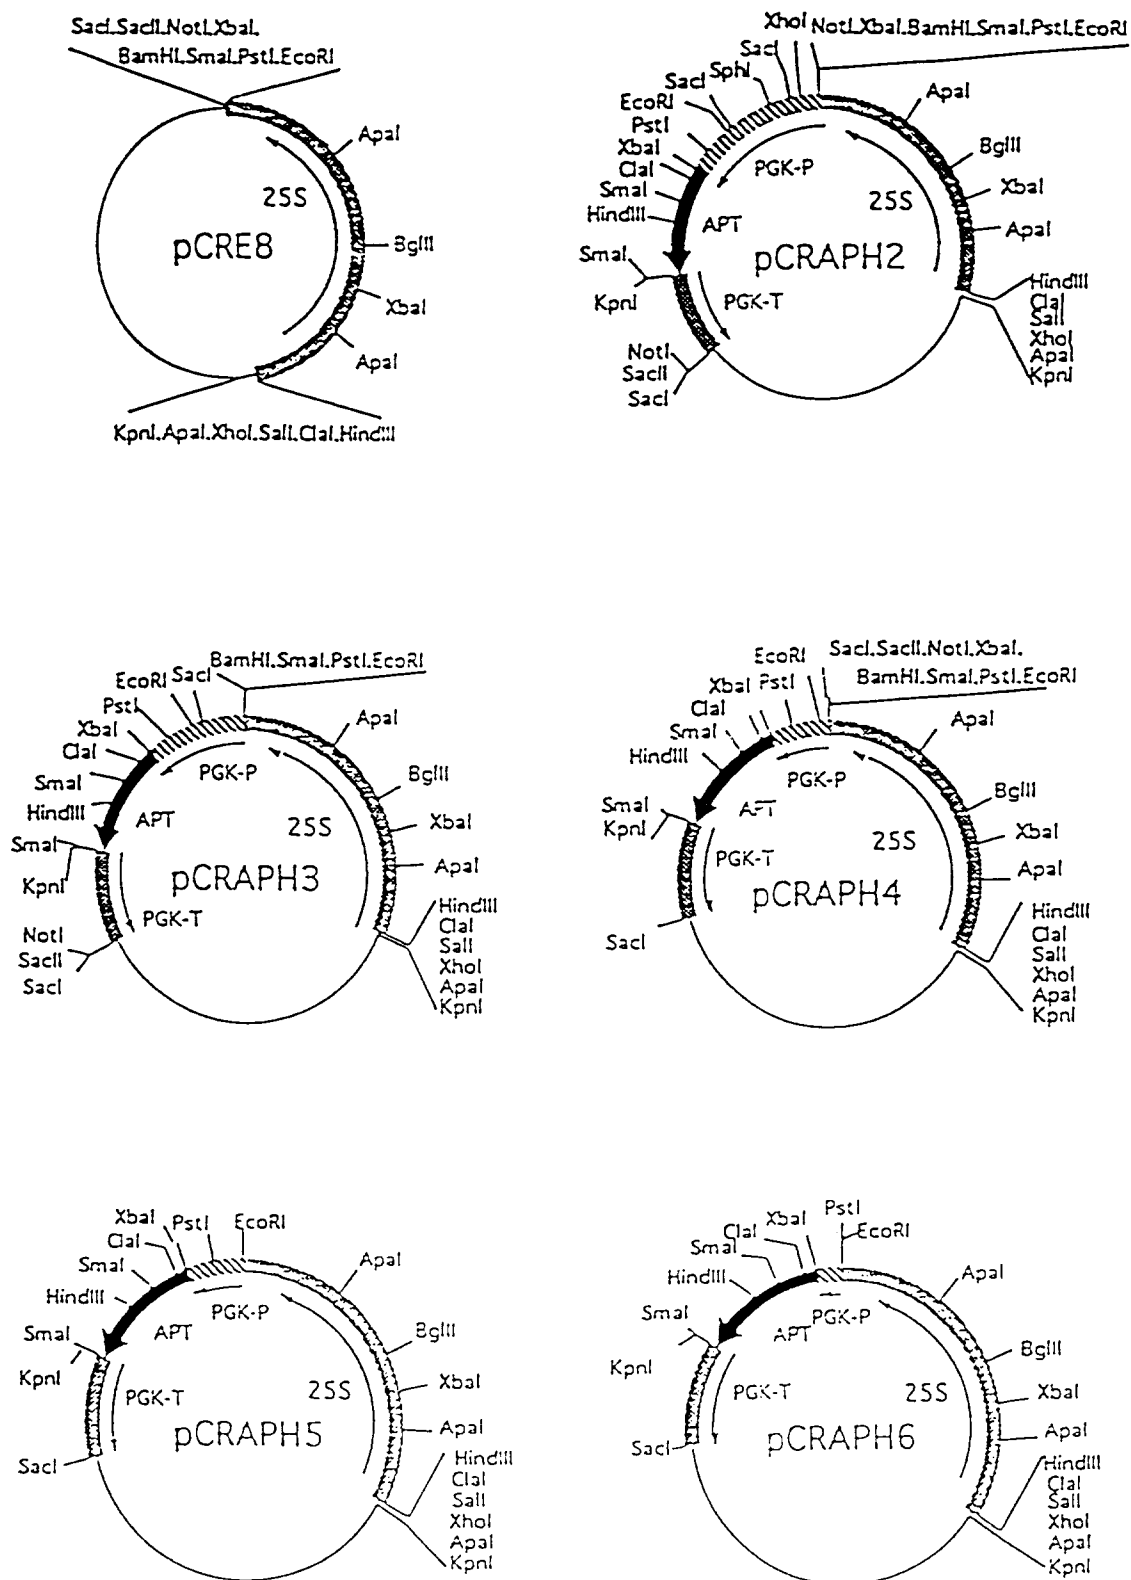 SacI.SacII.NotI.XbaI.
BamHI.SmaI.PstI.EcoRI
ApaI
25S
pCRE8
BglII
XbaI
ApaI
KpnI.ApaI.XhoI.SalI.ClaI.HindIII
XhoI
NotI.XbaI.BamHI.SmaI.PstI.EcoRI
SacI
SphI
SacI
EcoRI
PstI
XbaI
ClaI
SmaI
HindIII
SmaI
KpnI
NotI
SacII
SacI
ApaI
BglII
XbaI
ApaI
PGK-P
25S
APT
pCRAPH2
PGK-T
HindIII
ClaI
SalI
XhoI
ApaI
KpnI
BamHI.SmaI.PstI.EcoRI
SacI
EcoRI
PstI
XbaI
ClaI
SmaI
HindIII
SmaI
KpnI
NotI
SacII
SacI
ApaI
BglII
XbaI
ApaI
PGK-P
APT
25S
pCRAPH3
PGK-T
HindIII
ClaI
SalI
XhoI
ApaI
KpnI
SacI.SacII.NotI.XbaI.
BamHI.SmaI.PstI.EcoRI
EcoRI
PstI
XbaI
ClaI
SmaI
HindIII
SmaI
KpnI
SacI
ApaI
BglII
XbaI
ApaI
PGK-P
APT
25S
PGK-T
pCRAPH4
HindIII
ClaI
SalI
XhoI
ApaI
KpnI
XbaI
PstI
EcoRI
ClaI
SmaI
HindIII
SmaI
KpnI
SacI
ApaI
BglII
XbaI
ApaI
PGK-P
APT
PGK-T
25S
pCRAPH5
HindIII
ClaI
SalI
XhoI
ApaI
KpnI
PstI
EcoRI
XbaI
ClaI
SmaI
HindIII
SmaI
KpnI
SacI
ApaI
BglII
XbaI
ApaI
APT
PGK-P
PGK-T
25S
pCRAPH6
HindIII
ClaI
SalI
XhoI
ApaI
KpnI